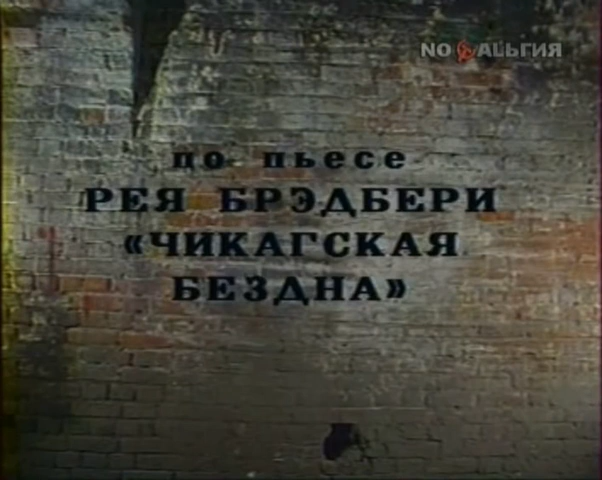 NOСТАЛЬГИЯ
по пьесе
РЕЯ БРЭДБЕРИ
«ЧИКАГСКАЯ
БЕЗДНА»